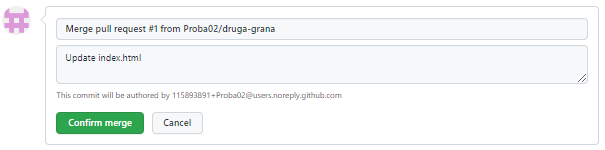 Merge pull request #1 from Proba02/druga-grana
Update index.html
This commit will be authored by 115893891+Proba02@users.noreply.github.com
Confirm merge
Cancel